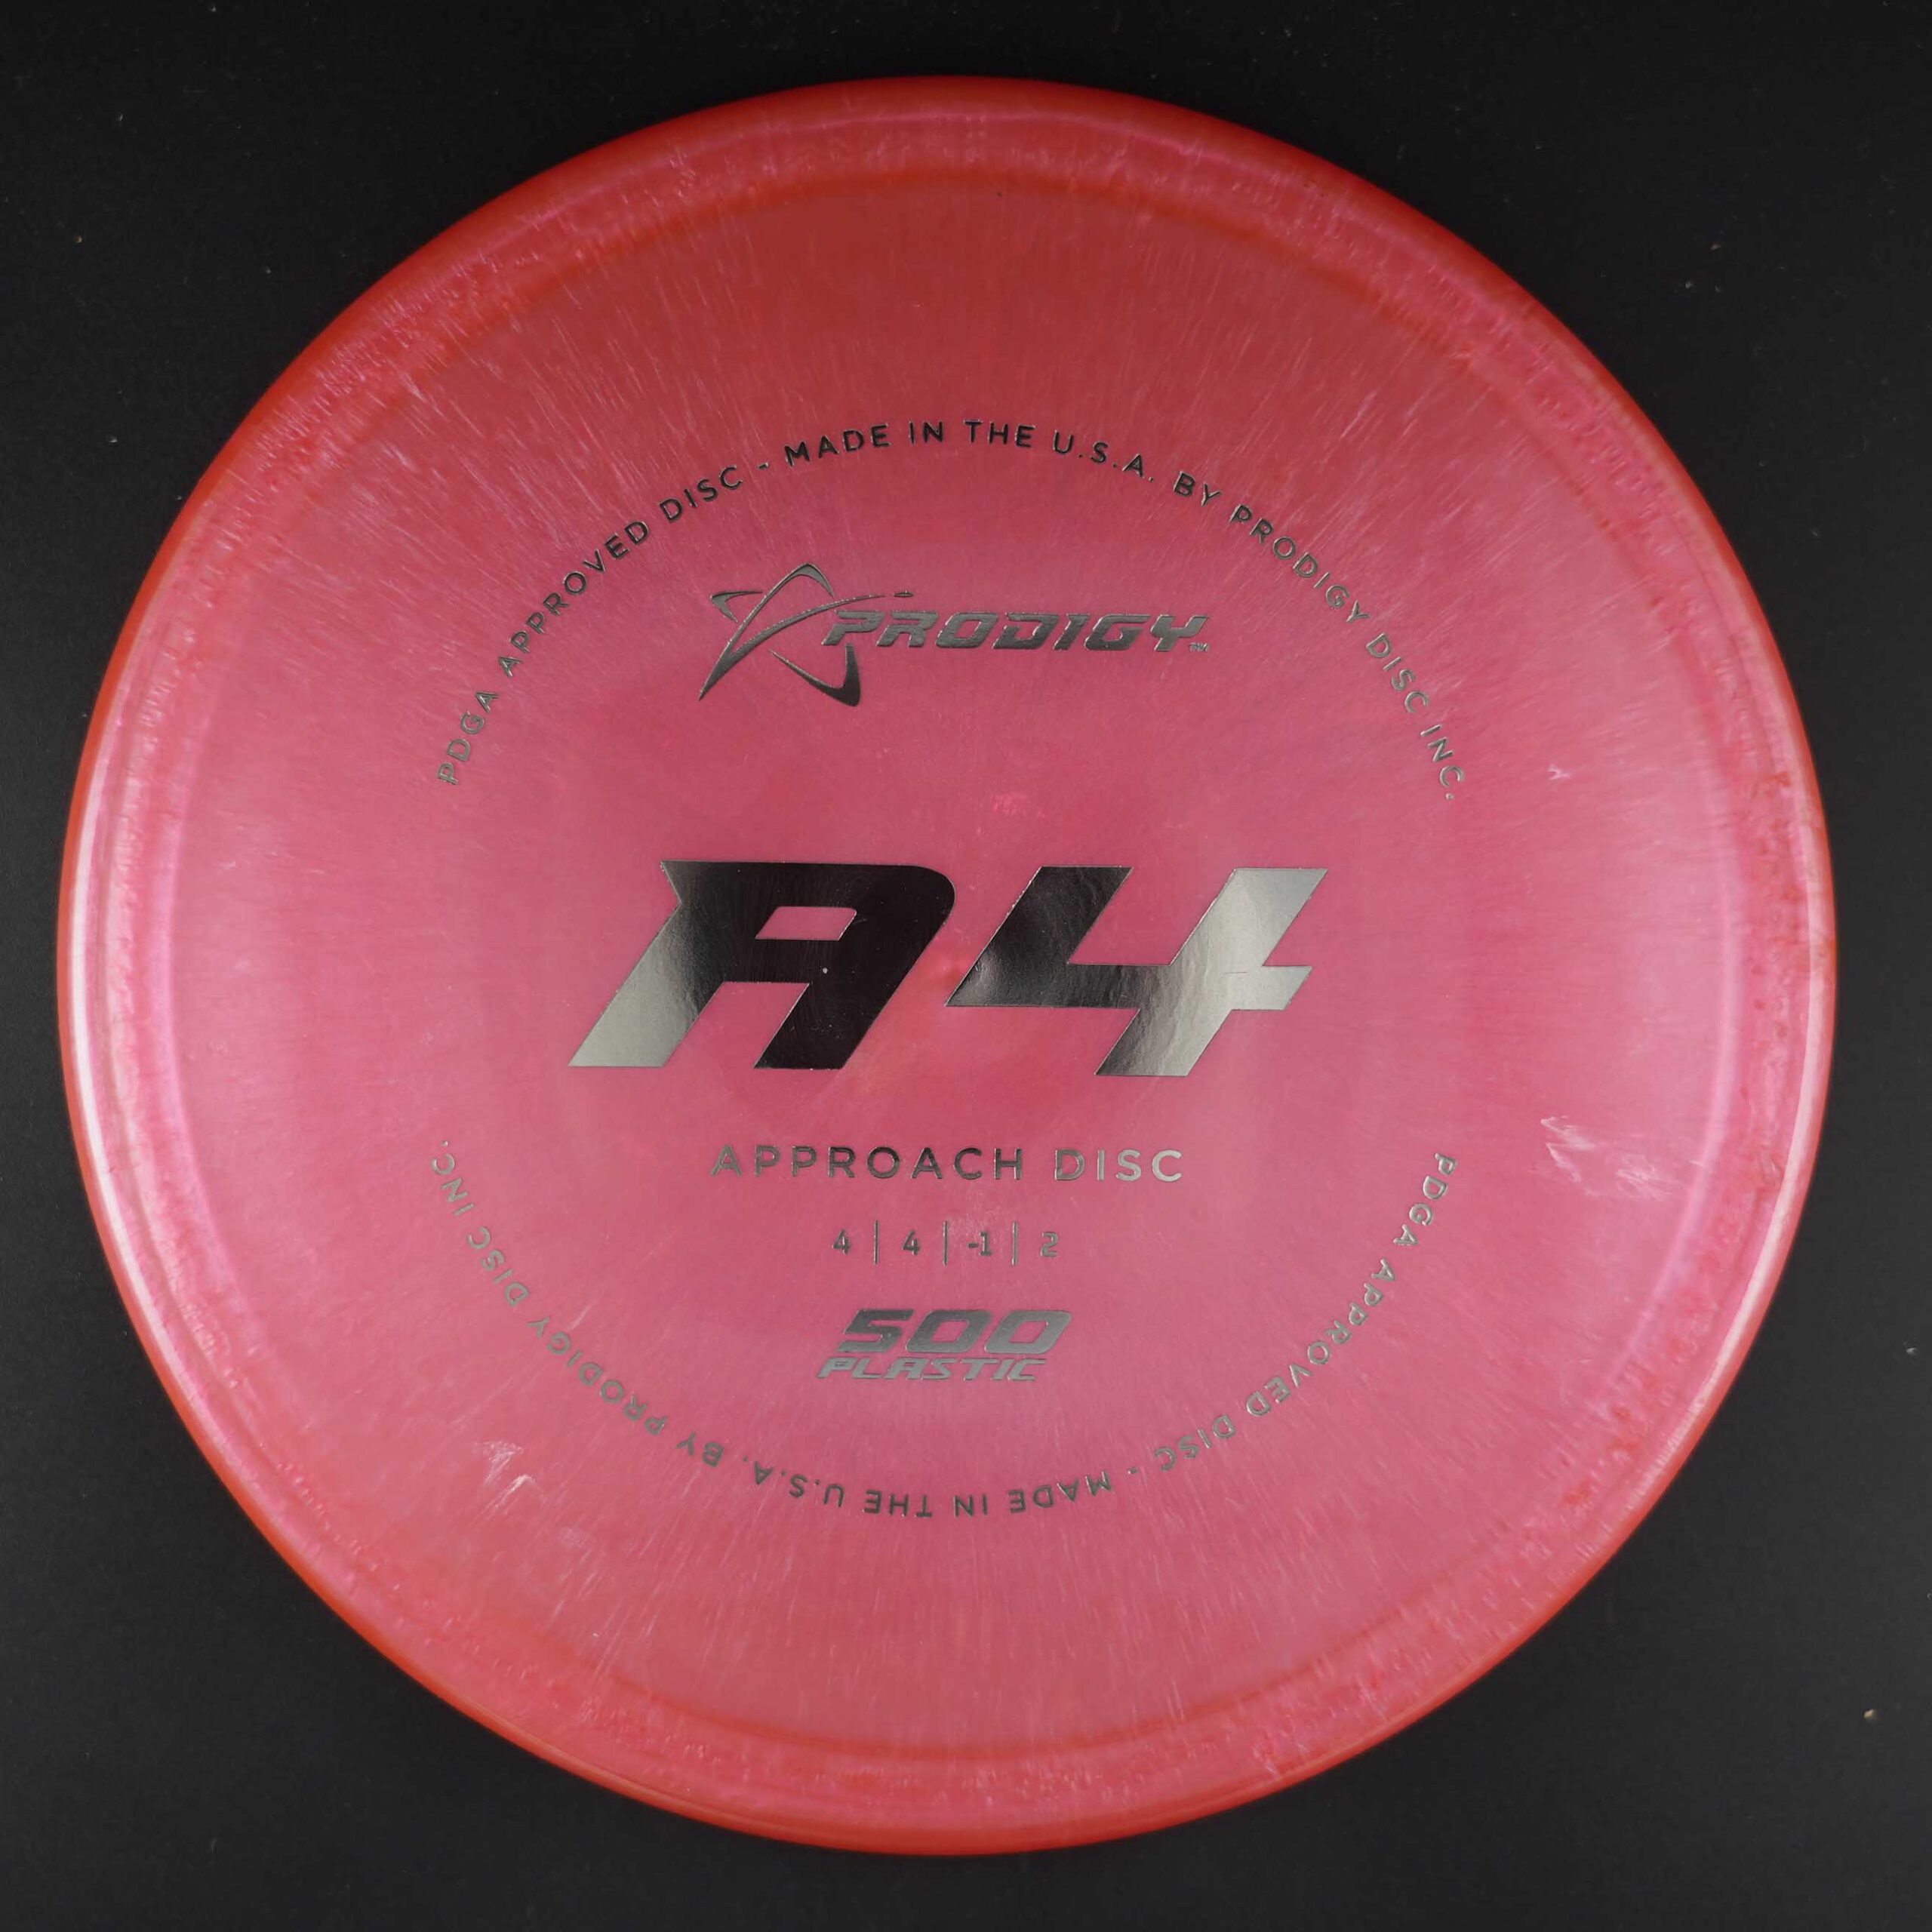 PDGA APPROVED DISC - MADE IN THE U.S.A. BY PRODIGY DISC INC.
PRODIGY™
A4
APPROACH DISC
4 | 4 | -1 | 2
500
PLASTIC
PDGA APPROVED DISC - MADE IN THE U.S.A. BY PRODIGY DISC INC.